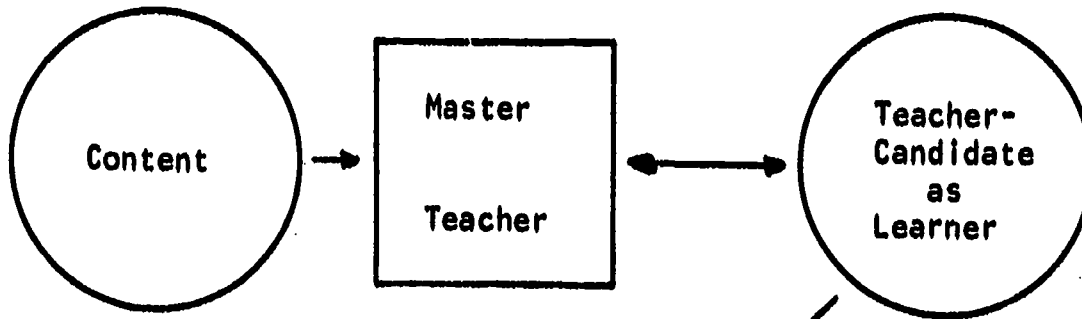 Content
Master
Teacher
Teacher-
Candidate
as
Learner